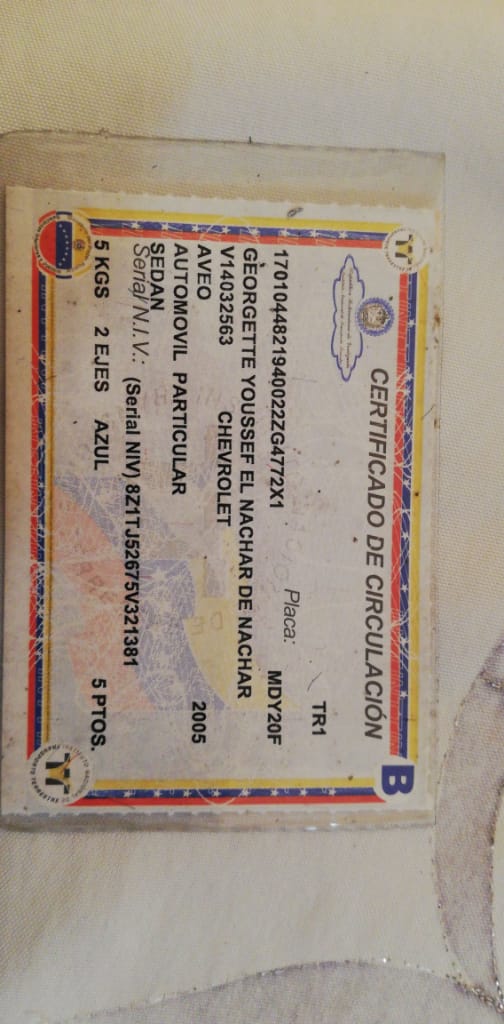 CERTIFICADO DE CIRCULACIÓN
B
TR1
1701044821940022ZG4772X1 Placa: MDY20F
GEORGETTE YOUSSEF EL NACHAR DE NACHAR
V14032563 CHEVROLET
AVEO 2005
AUTOMOVIL PARTICULAR
SEDAN
Serial N.I.V.: (Serial NIV) 8Z1TJ52675V321381
5 KGS 2 EJES AZUL 5 PTOS.